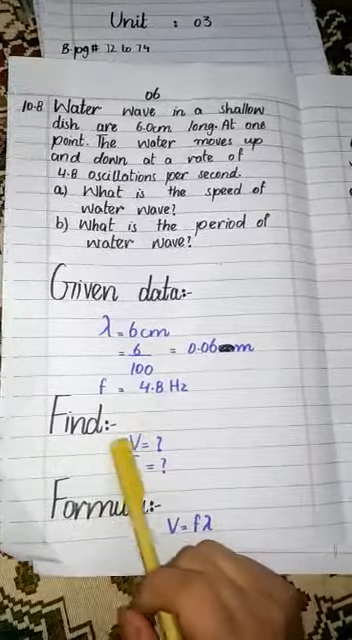 Unit : 03
B.pg# 12 to 74
06
10.8 Water wave in a shallow
dish are 6.0cm long. At one
point. The water moves up
and down at a rate of
4.8 oscillations per second.
a) What is the speed of
water wave?
b) What is the period of
water wave?
Given data:-
λ = 6cm
= 6/100 = 0.06m
f = 4.8 Hz
Find:-
V = ?
= ?
Formula:-
V = fλ